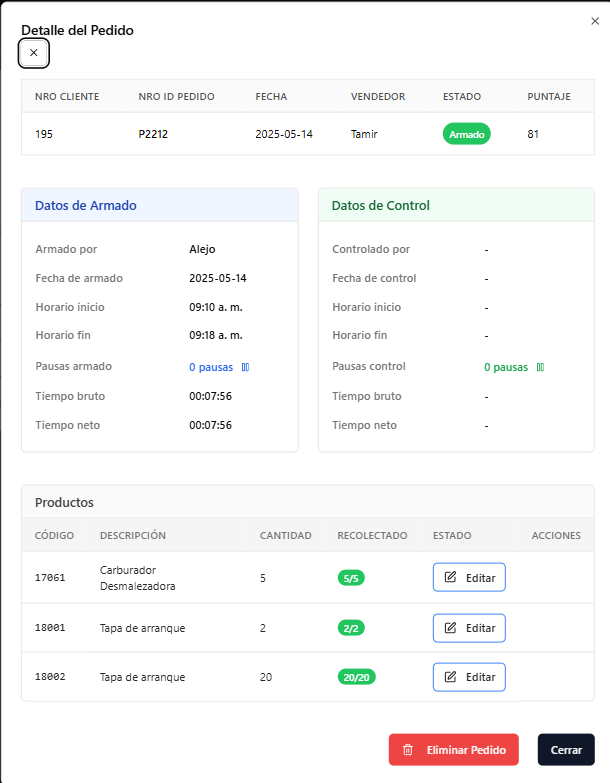 Detalle del Pedido
NRO CLIENTE NRO ID PEDIDO FECHA VENDEDOR ESTADO PUNTAJE
195 P2212 2025-05-14 Tamir Armado 81
Datos de Armado
Armado por Alejo
Fecha de armado 2025-05-14
Horario inicio 09:10 a. m.
Horario fin 09:18 a. m.
Pausas armado 0 pausas
Tiempo bruto 00:07:56
Tiempo neto 00:07:56
Datos de Control
Controlado por -
Fecha de control -
Horario inicio -
Horario fin -
Pausas control 0 pausas
Tiempo bruto -
Tiempo neto -
Productos
CÓDIGO DESCRIPCIÓN CANTIDAD RECOLECTADO ESTADO ACCIONES
17061 Carburador Desmalezadora 5 5/5 Editar
18001 Tapa de arranque 2 2/2 Editar
18002 Tapa de arranque 20 20/20 Editar
Eliminar Pedido Cerrar